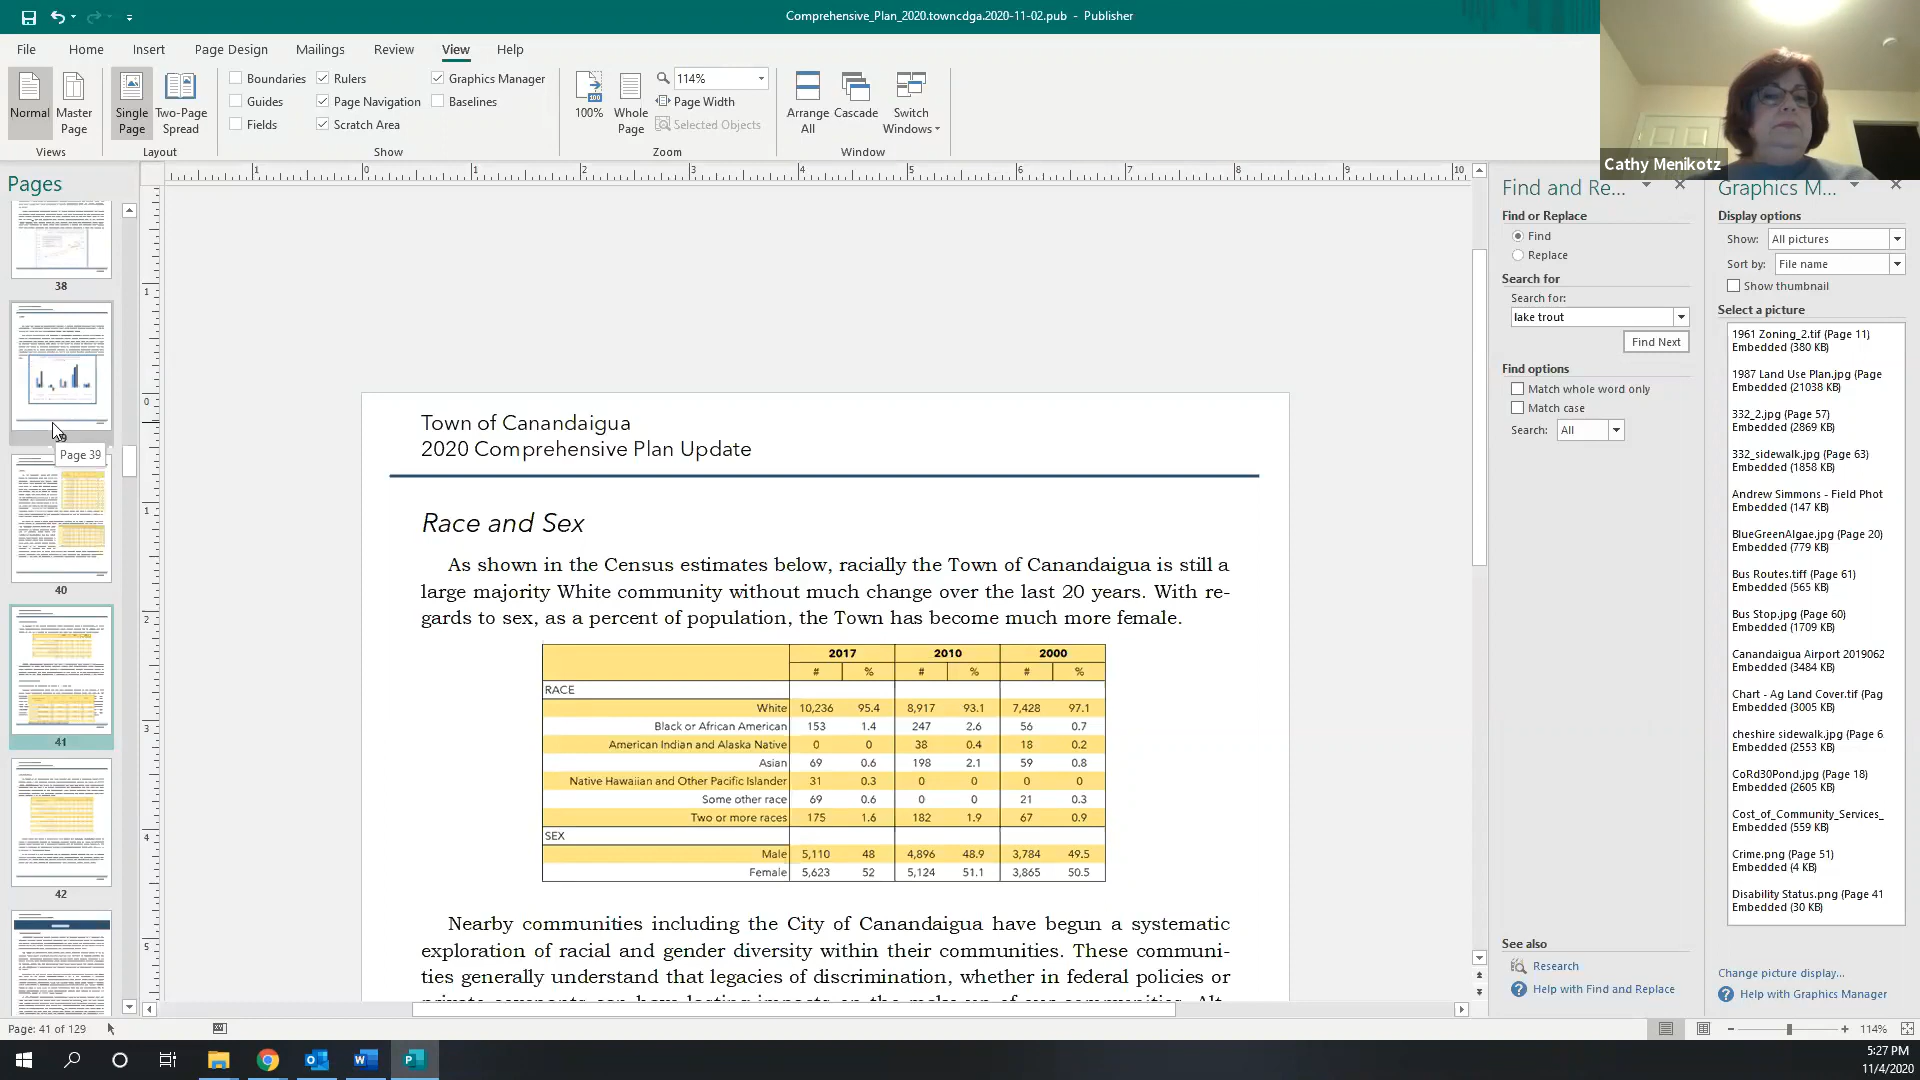 Comprehensive_Plan_2020.towncdga.2020-11-02.pub - Publisher
File Home Insert Page Design Mailings Review View Help
Normal
Master Page
Single Page
Two-Page Spread
Boundaries
Guides
Fields
Rulers
Page Navigation
Scratch Area
Graphics Manager
Baselines
100%
Whole Page
114%
Page Width
Selected Objects
Arrange All
Cascade
Switch Windows
Views Layout Show Zoom Window
Cathy Menikotz
Pages
38
Page 39
40
41
42
Town of Canandaigua
2020 Comprehensive Plan Update
Race and Sex
As shown in the Census estimates below, racially the Town of Canandaigua is still a
large majority White community without much change over the last 20 years. With re-
gards to sex, as a percent of population, the Town has become much more female.
2017 2010 2000
# % # % # %
RACE
White 10,236 95.4 8,917 93.1 7,428 97.1
Black or African American 153 1.4 247 2.6 56 0.7
American Indian and Alaska Native 0 0 38 0.4 18 0.2
Asian 69 0.6 198 2.1 59 0.8
Native Hawaiian and Other Pacific Islander 31 0.3 0 0 0 0
Some other race 69 0.6 0 0 21 0.3
Two or more races 175 1.6 182 1.9 67 0.9
SEX
Male 5,110 48 4,896 48.9 3,784 49.5
Female 5,623 52 5,124 51.1 3,865 50.5
Nearby communities including the City of Canandaigua have begun a systematic
exploration of racial and gender diversity within their communities. These communi-
ties generally understand that legacies of discrimination, whether in federal policies or
Find and Re...
Find or Replace
Find
Replace
Search for
Search for:
lake trout
Find Next
Find options
Match whole word only
Match case
Search: All
See also
Research
Help with Find and Replace
Graphics M...
Display options
Show: All pictures
Sort by: File name
Show thumbnail
Select a picture
1961 Zoning_2.tif (Page 11)
Embedded (380 KB)
1987 Land Use Plan.jpg (Page
Embedded (21038 KB)
332_2.jpg (Page 57)
Embedded (2869 KB)
332_sidewalk.jpg (Page 63)
Embedded (1858 KB)
Andrew Simmons - Field Phot
Embedded (147 KB)
BlueGreenAlgae.jpg (Page 20)
Embedded (779 KB)
Bus Routes.tiff (Page 61)
Embedded (565 KB)
Bus Stop.jpg (Page 60)
Embedded (1709 KB)
Canandaigua Airport 2019062
Embedded (3484 KB)
Chart - Ag Land Cover.tif (Pag
Embedded (3005 KB)
cheshire sidewalk.jpg (Page 6
Embedded (2553 KB)
CoRd30Pond.jpg (Page 18)
Embedded (2605 KB)
Cost_of_Community_Services_
Embedded (559 KB)
Crime.png (Page 51)
Embedded (4 KB)
Disability Status.png (Page 41
Embedded (30 KB)
Change picture display...
Help with Graphics Manager
Page: 41 of 129
114%
5:27 PM
11/4/2020